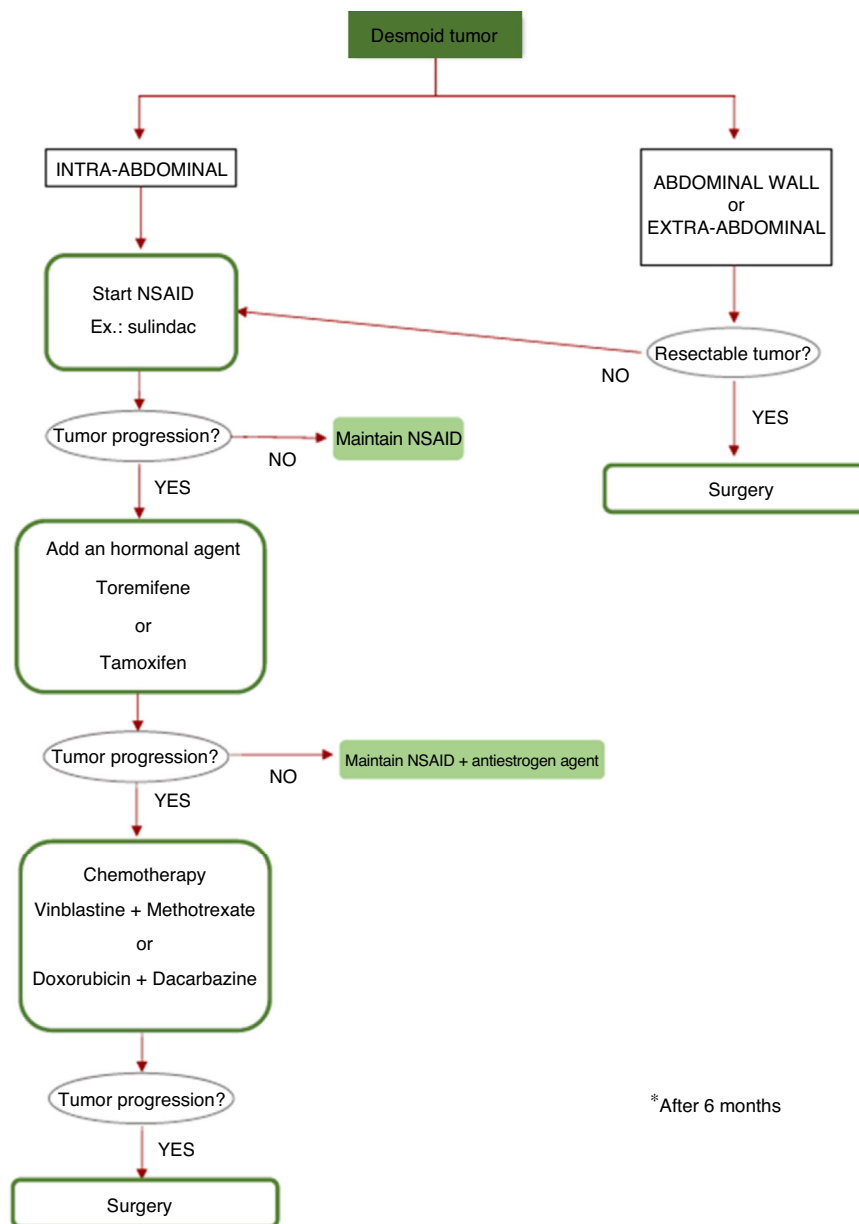 Desmoid tumor
INTRA-ABDOMINAL
ABDOMINAL WALL
or
EXTRA-ABDOMINAL
Start NSAID
Ex.: sulindac
Resectable tumor?
NO
YES
Tumor progression?
NO
Maintain NSAID
YES
Surgery
Add an hormonal agent
Toremifene
or
Tamoxifen
Tumor progression?
NO
Maintain NSAID + antiestrogen agent
YES
Chemotherapy
Vinblastine + Methotrexate
or
Doxorubicin + Dacarbazine
Tumor progression?
*After 6 months
YES
Surgery